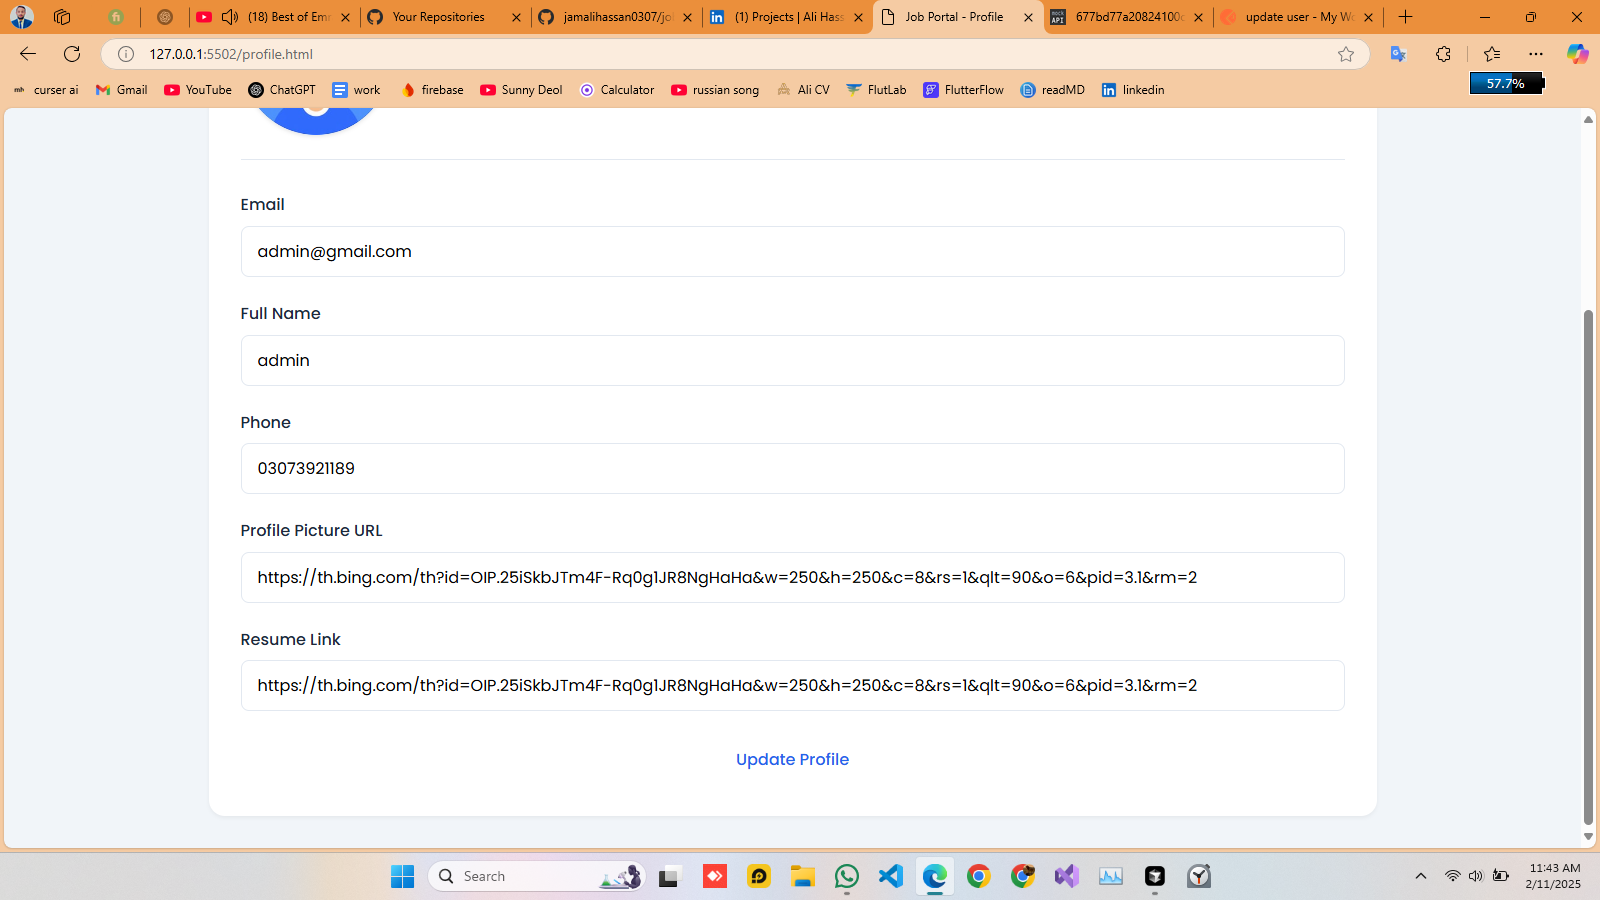 (18) Best of Emr
Your Repositories
jamalihassan0307/jo
(1) Projects | Ali Hass
Job Portal - Profile
mock
API
677bd77a20824100
update user - My W
127.0.0.1:5502/profile.html
curser ai
Gmail
YouTube
ChatGPT
work
firebase
Sunny Deol
Calculator
russian song
Ali CV
FlutLab
FlutterFlow
readMD
linkedin
57.7%
Email
admin@gmail.com
Full Name
admin
Phone
03073921189
Profile Picture URL
https://th.bing.com/th?id=OIP.25iSkbJTm4F-Rq0g1JR8NgHaHa&w=250&h=250&c=8&rs=1&qlt=90&o=6&pid=3.1&rm=2
Resume Link
https://th.bing.com/th?id=OIP.25iSkbJTm4F-Rq0g1JR8NgHaHa&w=250&h=250&c=8&rs=1&qlt=90&o=6&pid=3.1&rm=2
Update Profile
Search
11:43 AM
2/11/2025